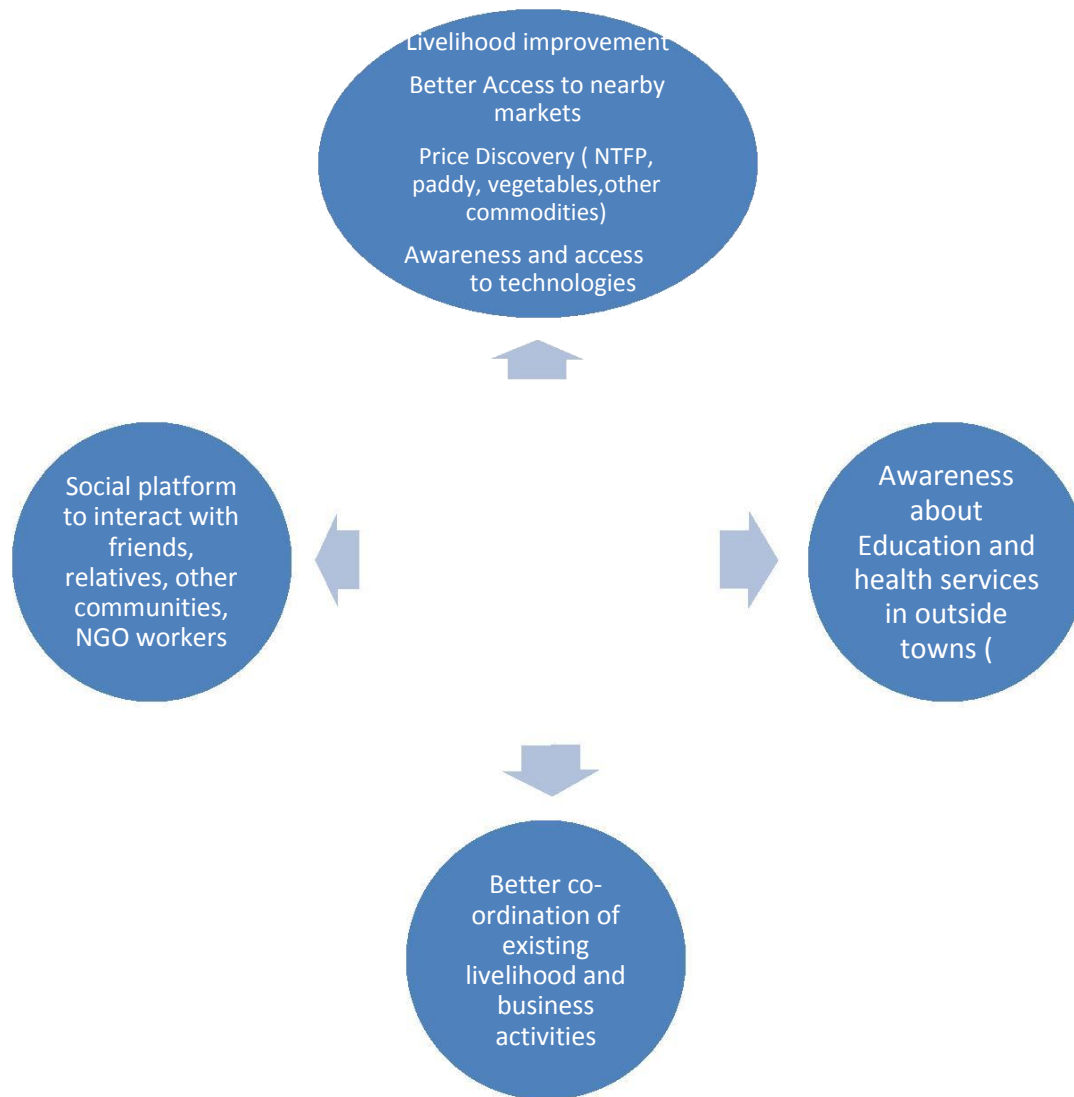 Livelihood improvement
Better Access to nearby
markets
Price Discovery ( NTFP,
paddy, vegetables,other
commodities)
Awareness and access
to technologies
Social platform
to interact with
friends,
relatives, other
communities,
NGO workers
Awareness
about
Education and
health services
in outside
towns (
Better co-
ordination of
existing
livelihood and
business
activities